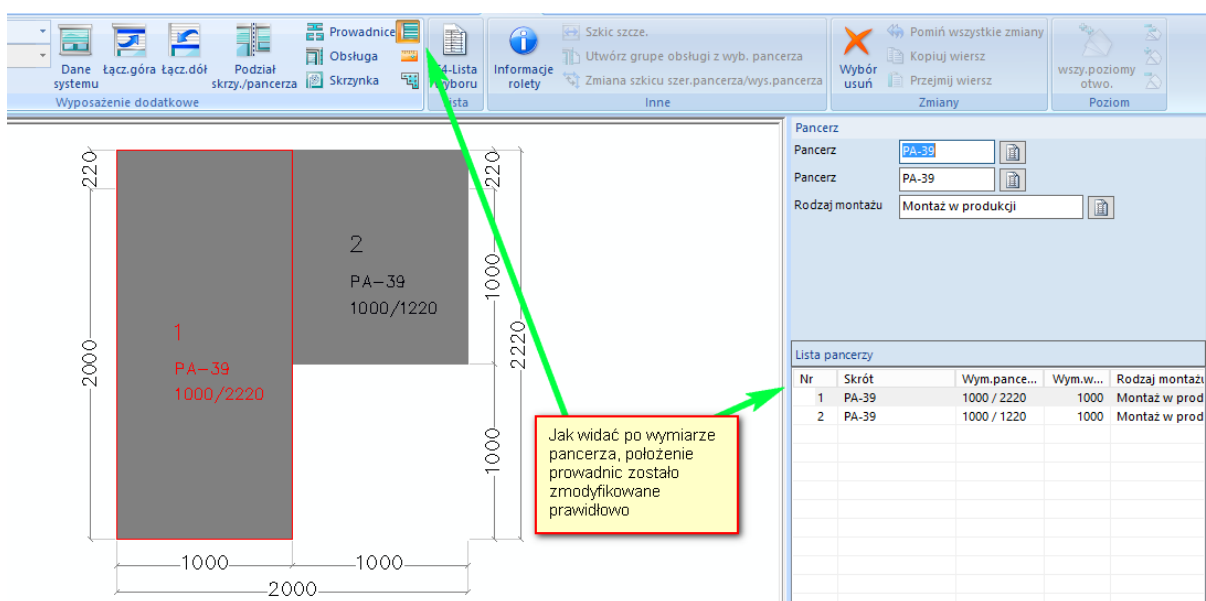 Prowadnice
Obsługa
Skrzynka
Dane systemu
Łącz.góra
Łącz.dół
Podział skrzy./pancerza
Wyposażenie dodatkowe
Lista
Informacje rolety
Szkic szcze.
Utwórz grupe obsługi z wyb. pancerza
Zmiana szkicu szer.pancerza/wys.pancerza
Inne
Wybór usuń
Pomiń wszystkie zmiany
Kopiuj wiersz
Przejmij wiersz
Zmiany
wszy.poziomy otwo.
Poziom
220
2000
1
PA-39
1000/2220
2
PA-39
1000/1220
220
1000
1000
2220
1000
1000
2000
Jak widać po wymiarze
pancerza, położenie
prowadnic zostało
zmodyfikowane
prawidłowo
Pancerz
Pancerz PA-39
Pancerz PA-39
Rodzaj montażu Montaż w produkcji
Lista pancerzy
Nr Skrót Wym.pance... Wym.w... Rodzaj montażu
1 PA-39 1000 / 2220 1000 Montaż w prod
2 PA-39 1000 / 1220 1000 Montaż w prod